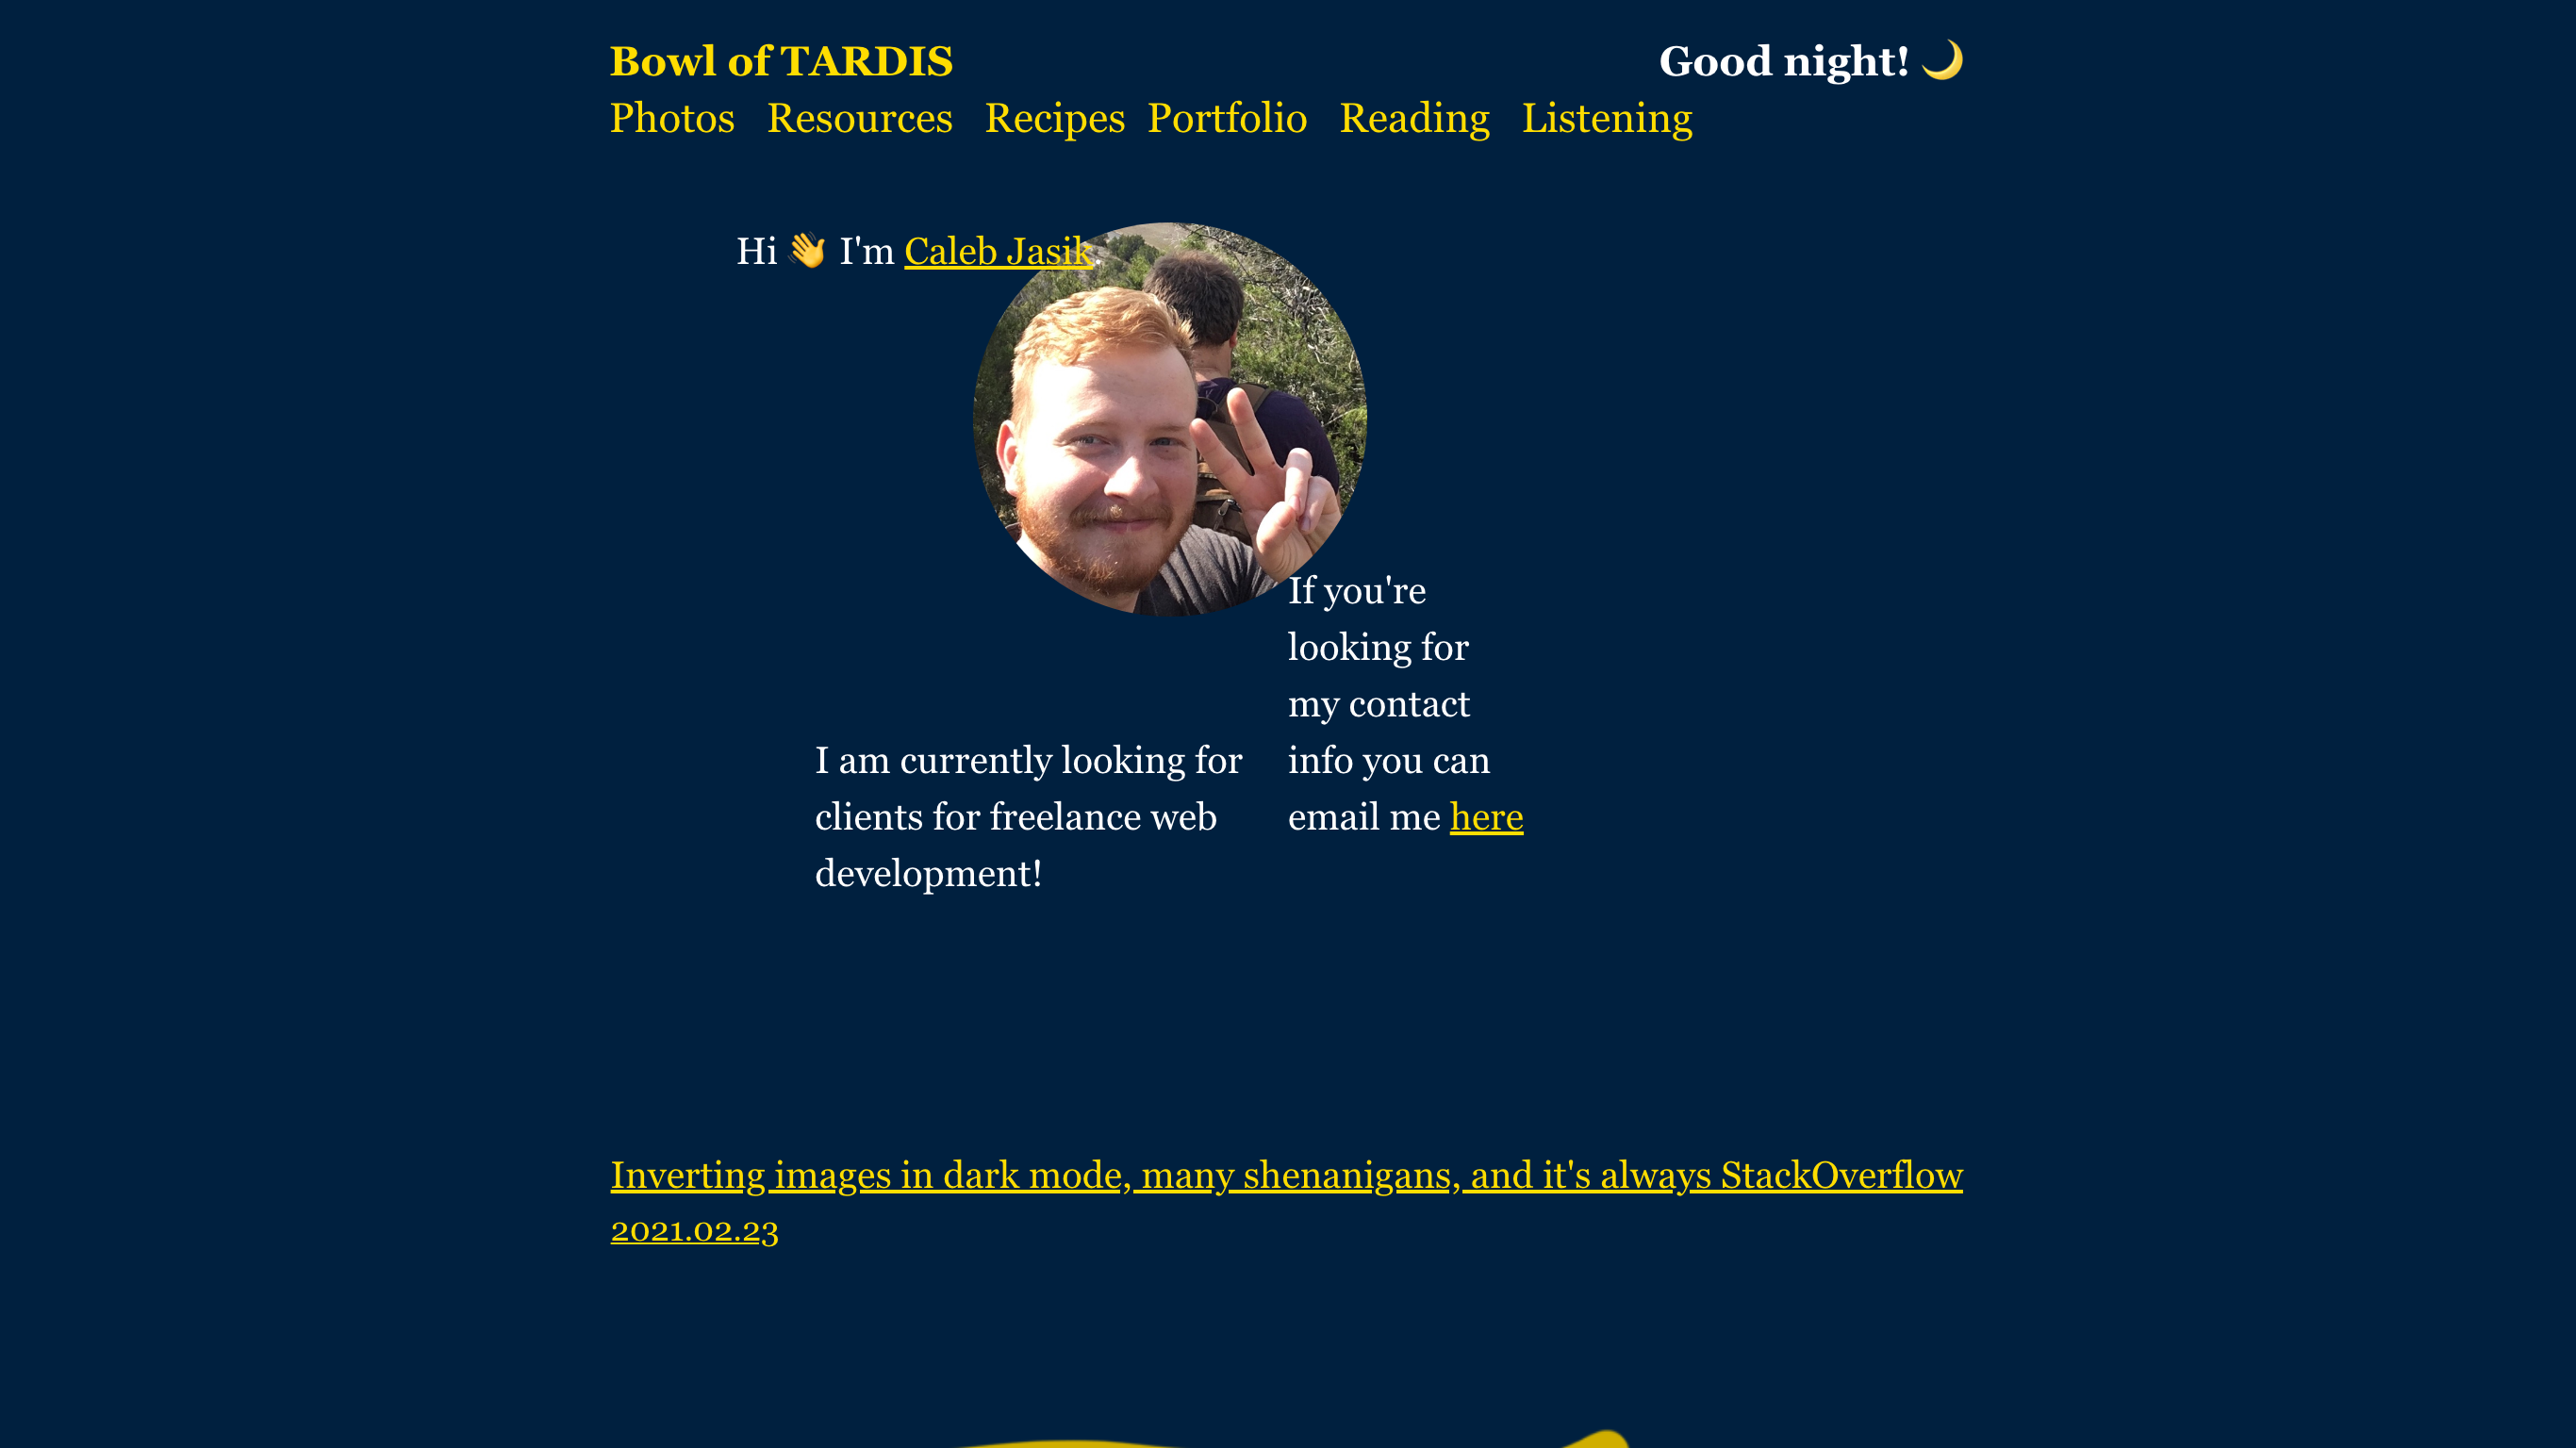 Bowl of TARDIS
Good night! 🌙
Photos Resources Recipes Portfolio Reading Listening
Hi 👋 I'm Caleb Jasik.
If you're
looking for
my contact
info you can
email me here
I am currently looking for
clients for freelance web
development!
Inverting images in dark mode, many shenanigans, and it's always StackOverflow
2021.02.23